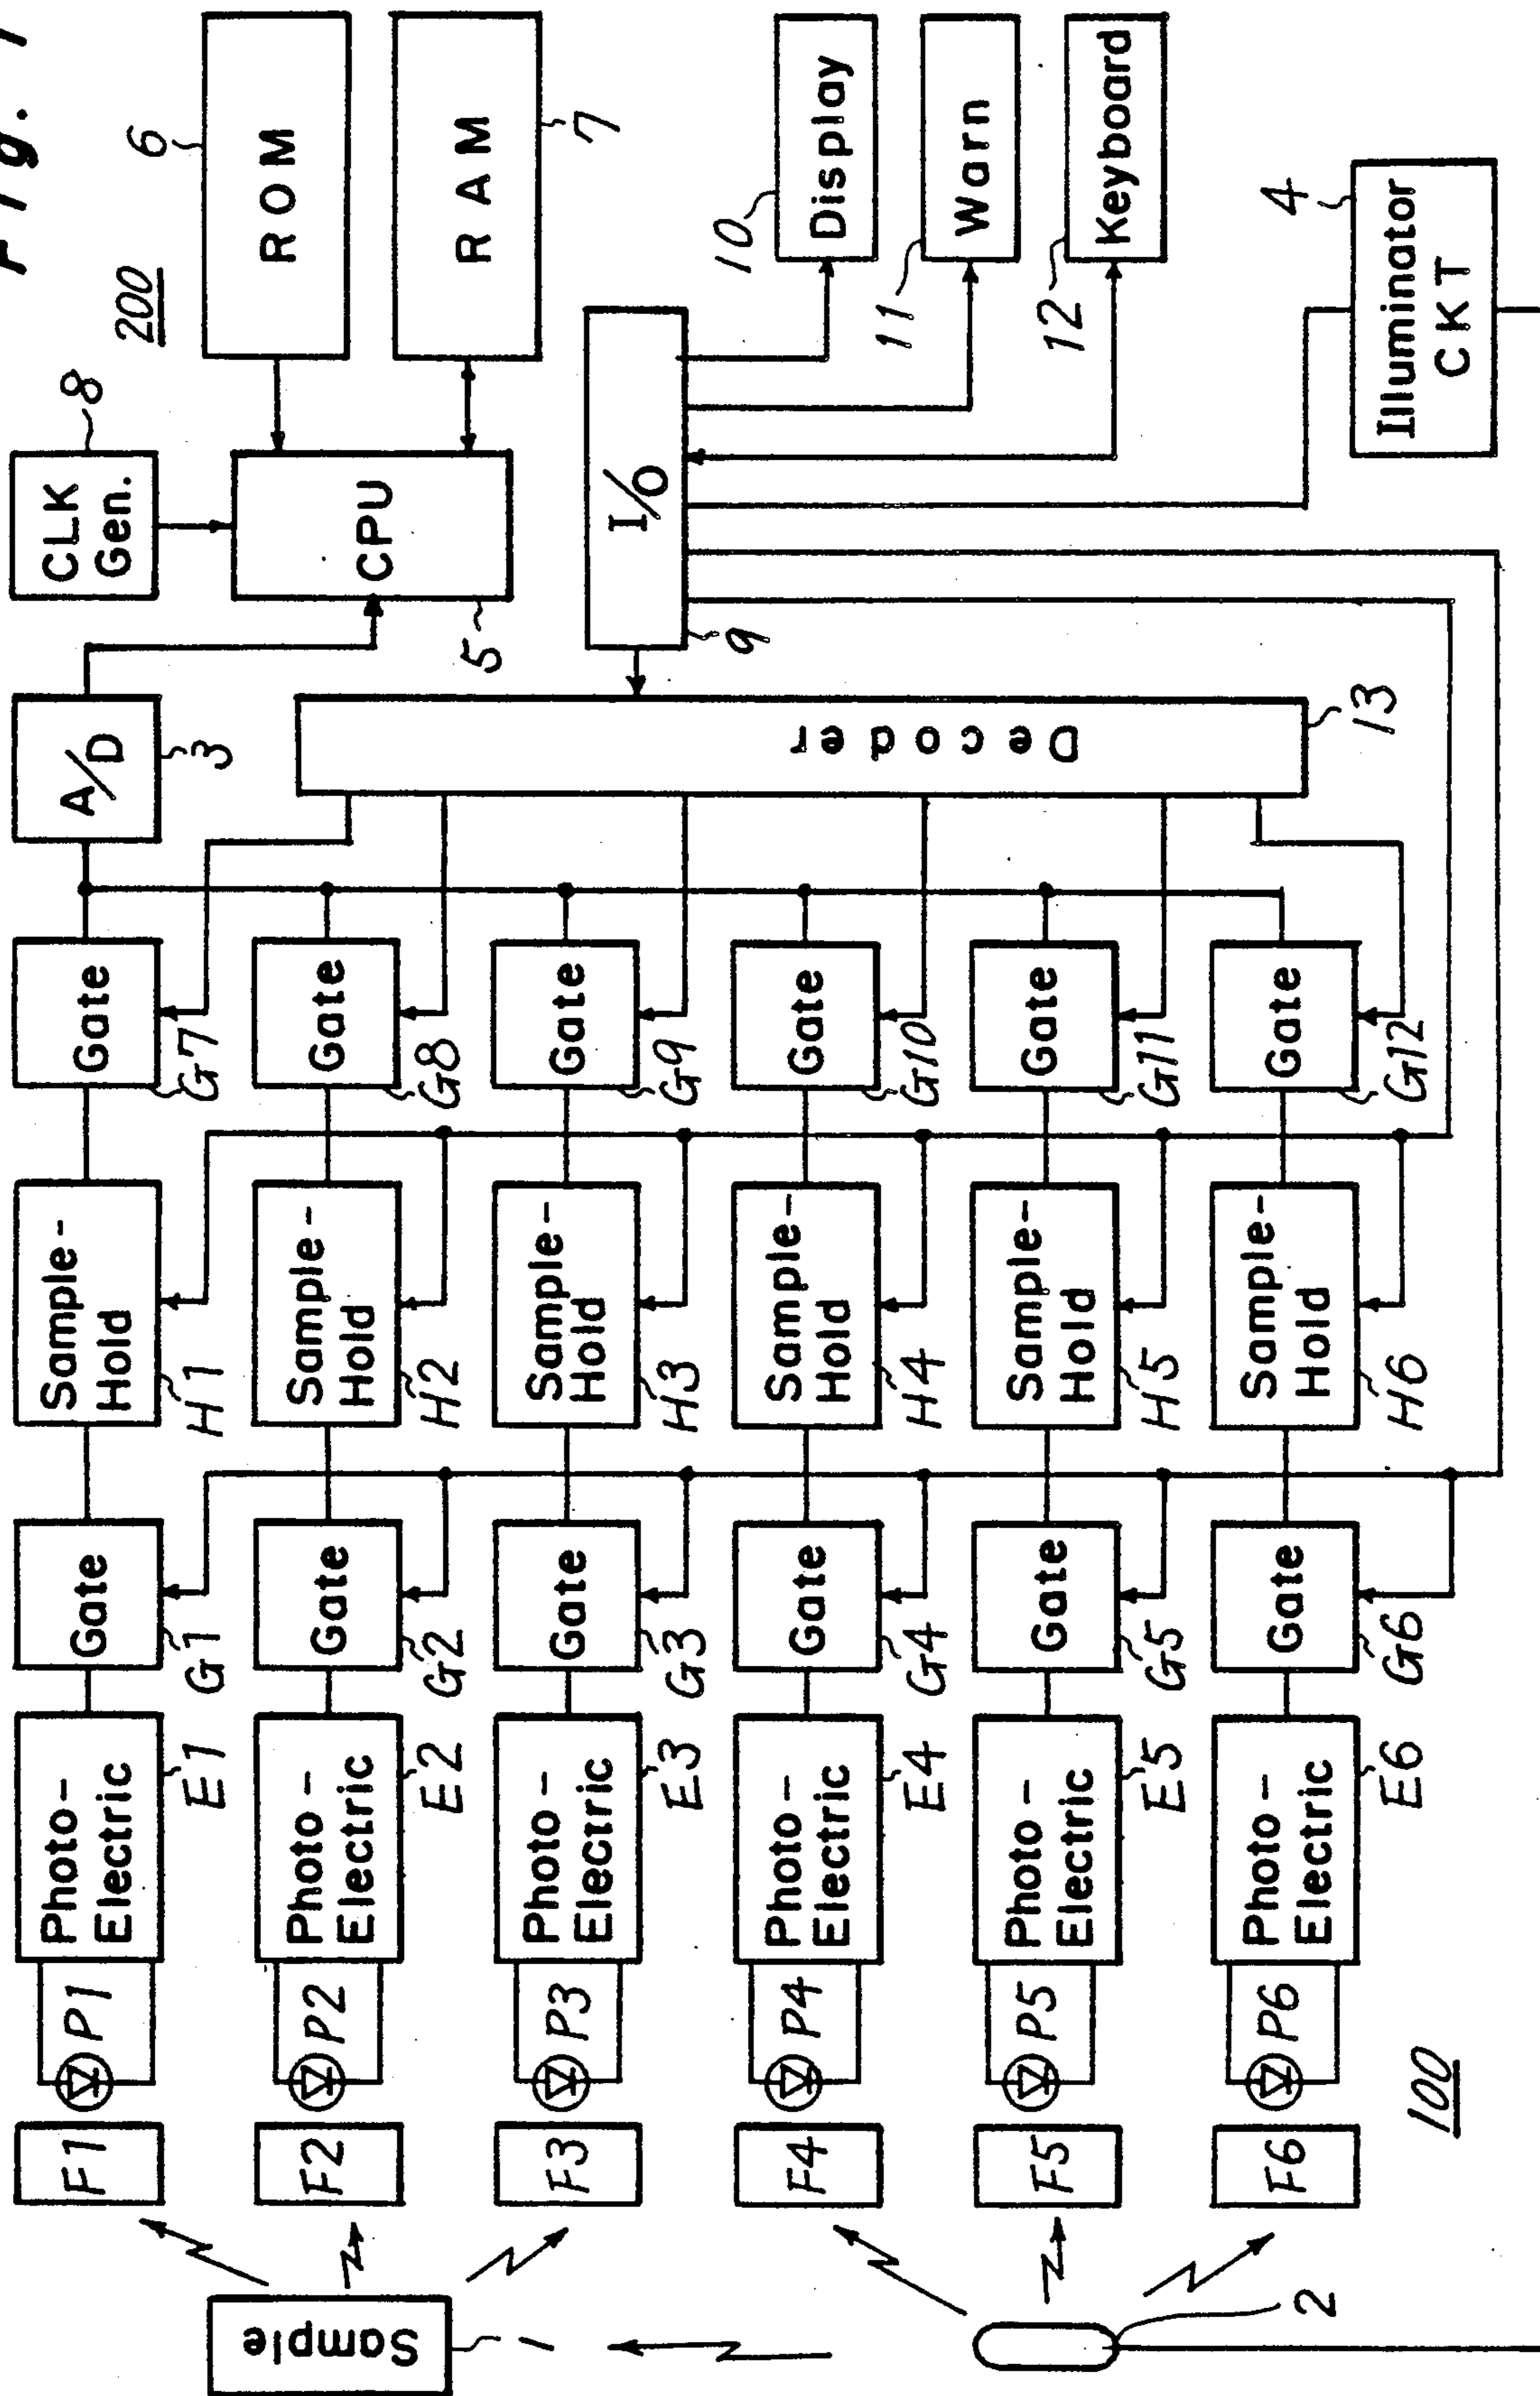 Fig. 1
200
6
ROM
7
RAM
8
CLK
Gen.
CPU
5
10
Display
11
Warn
12
Keyboard
I/O
9
4
Illuminator
CKT
A/D
3
Decoder
13
Gate
G7
Gate
G8
Gate
G9
Gate
G10
Gate
G11
Gate
G12
Sample-
Hold
H1
Sample-
Hold
H2
Sample-
Hold
H3
Sample-
Hold
H4
Sample-
Hold
H5
Sample-
Hold
H6
Gate
G1
Gate
G2
Gate
G3
Gate
G4
Gate
G5
Gate
G6
Photo-
Electric
E1
Photo-
Electric
E2
Photo-
Electric
E3
Photo-
Electric
E4
Photo-
Electric
E5
Photo-
Electric
E6
P1
P2
P3
P4
P5
P6
F1
F2
F3
F4
F5
F6
100
Sample
1
2